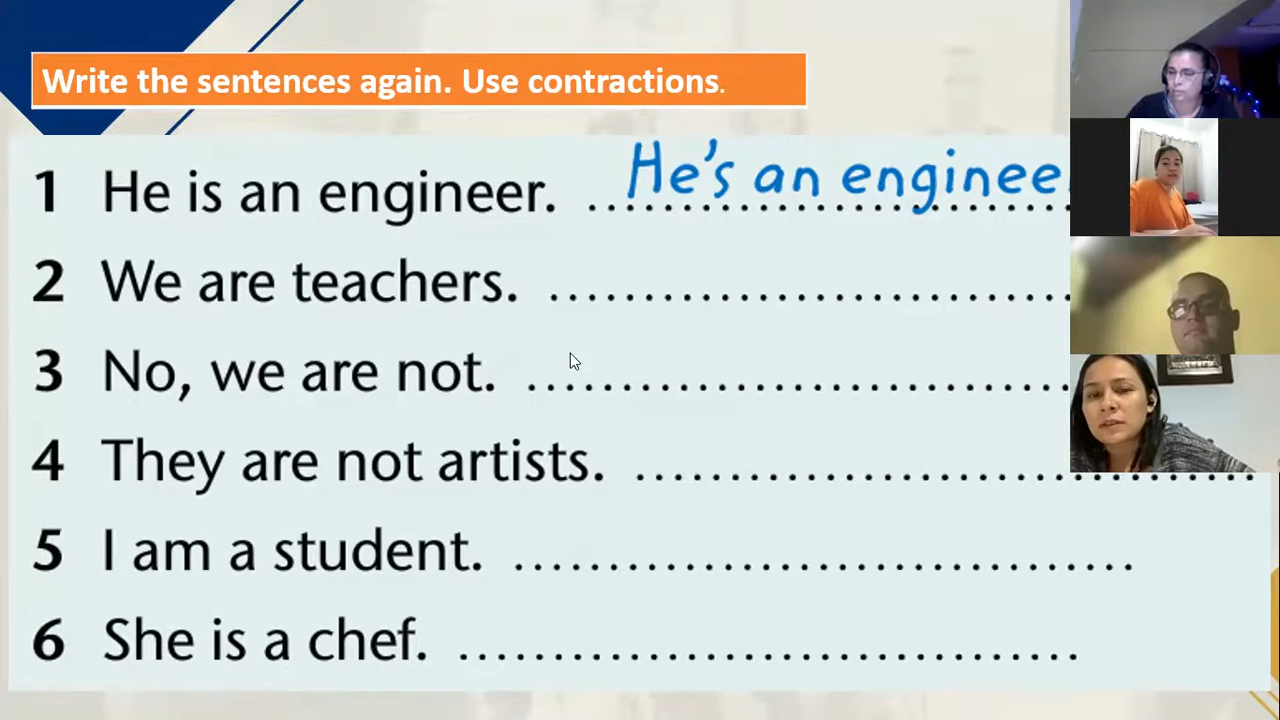 Write the sentences again. Use contractions.
1 He is an engineer. He's an enginee
2 We are teachers.
3 No, we are not.
4 They are not artists.
5 I am a student.
6 She is a chef.